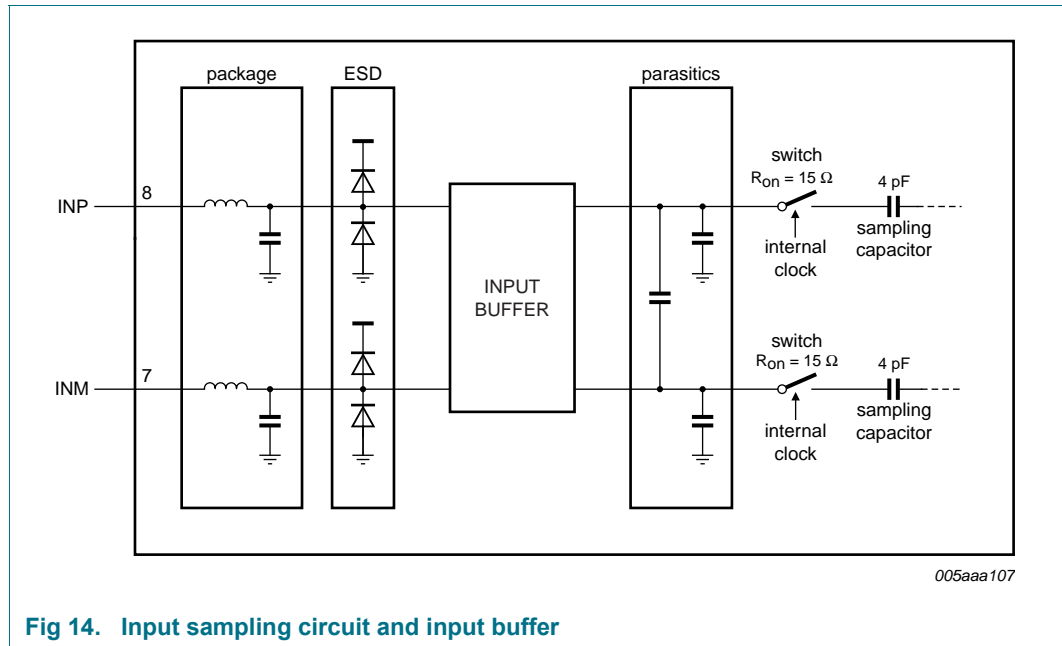 package
ESD
parasitics
switch
Ron = 15 Ω
4 pF
INP
8
internal
clock
sampling
capacitor
INPUT
BUFFER
switch
Ron = 15 Ω
4 pF
INM
7
internal
clock
sampling
capacitor
005aaa107
Fig 14. Input sampling circuit and input buffer